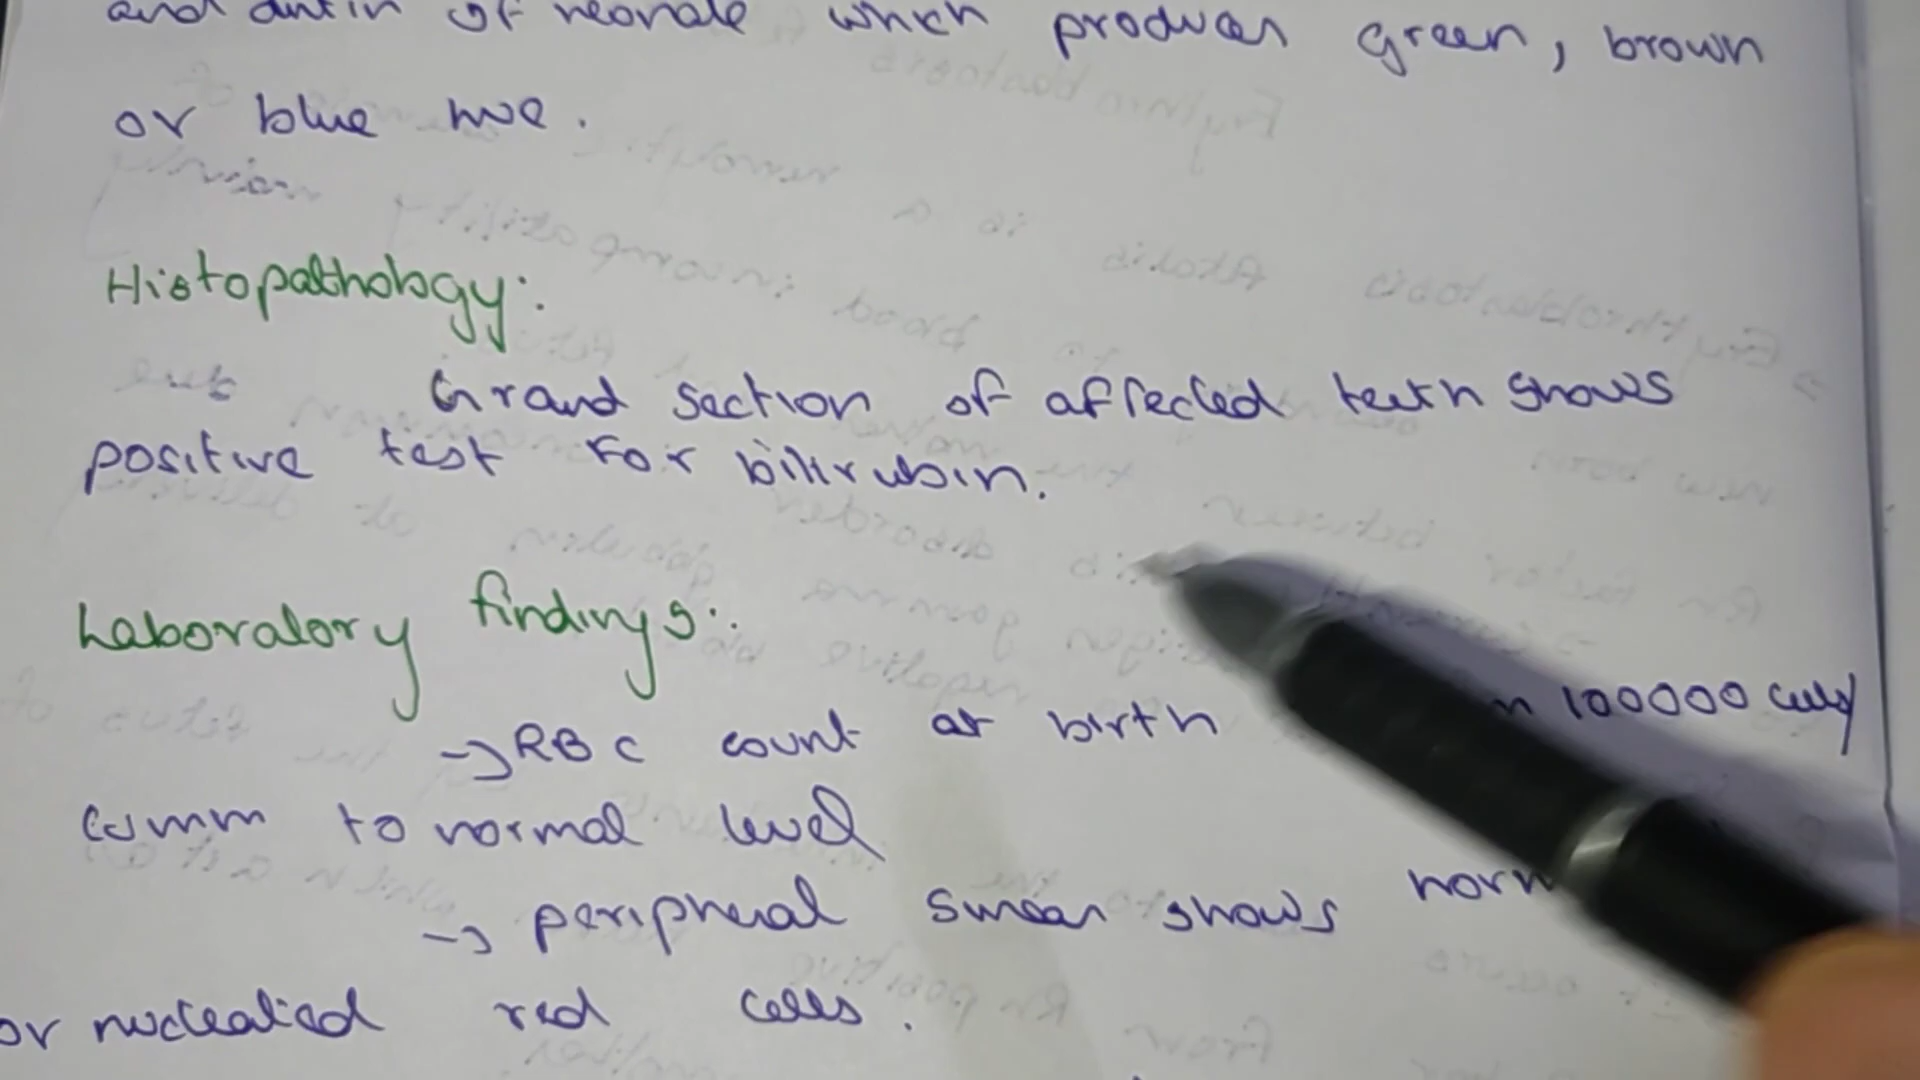 and dntin of neonate which produces green, brown
or blue hue.
Histopathology:
Grand section of affected teeth shows
positive test for bilirubin.
Laboratory findings:
→ RBC count at birth 100000 cells/
cumm to normal level
→ peripheral smear shows
or nucleated red cells.